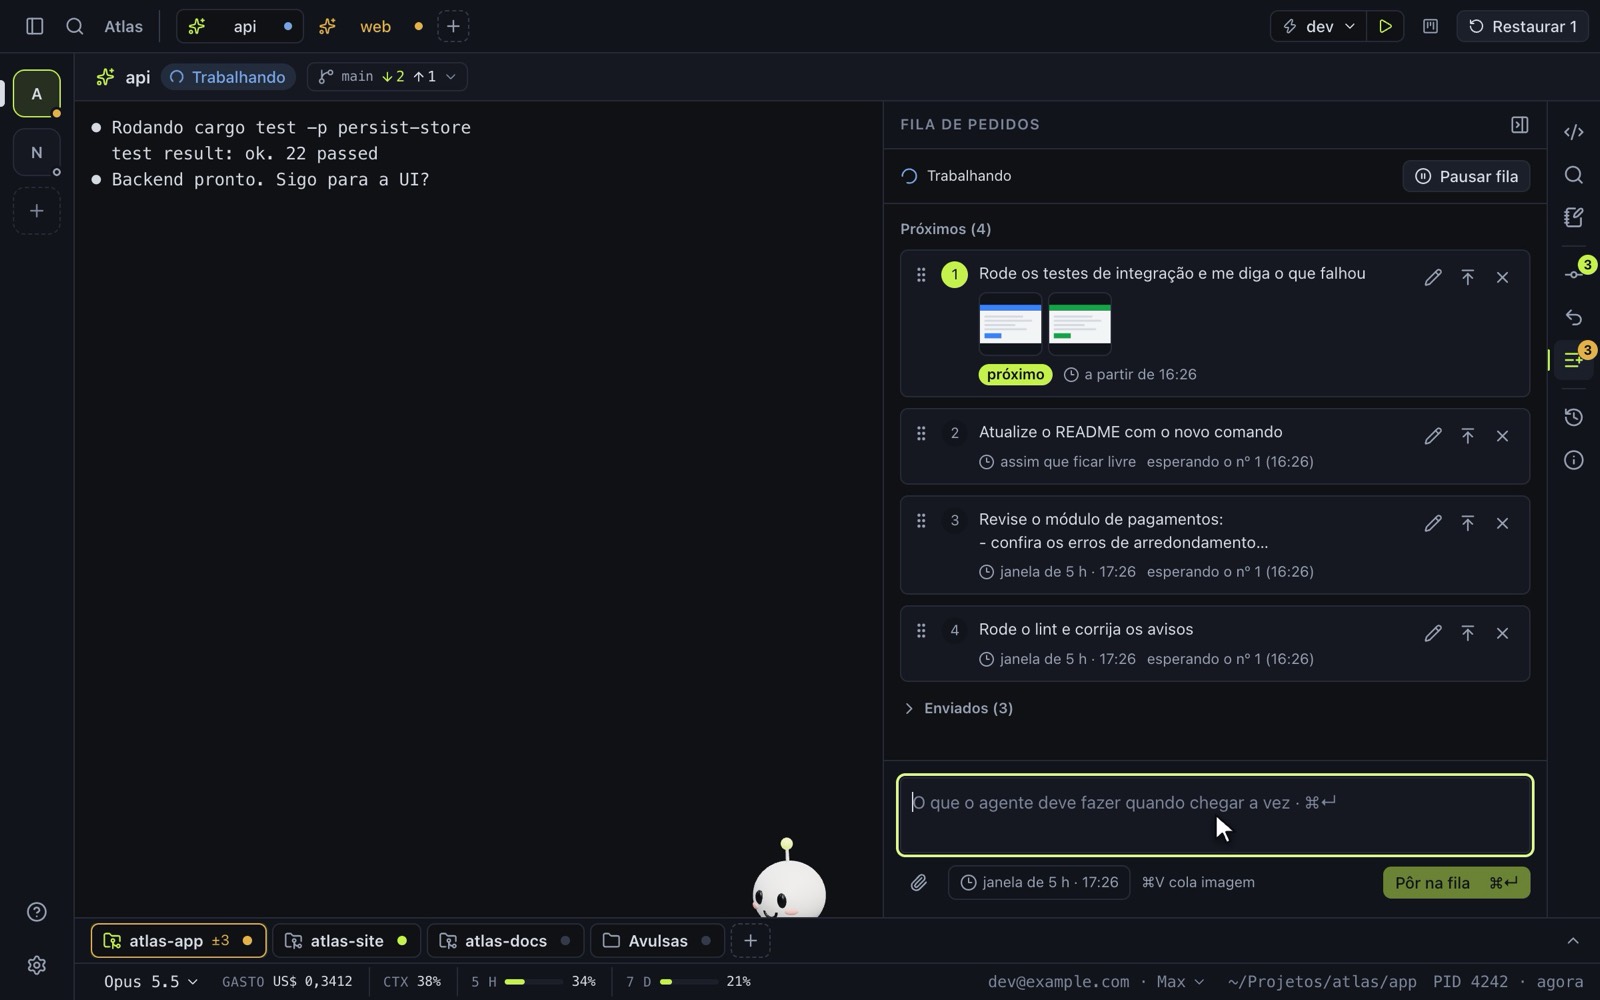 Atlas
api
web
dev
Restaurar 1
A
N
api
Trabalhando
main ↓2 ↑1
Rodando cargo test -p persist-store
test result: ok. 22 passed
Backend pronto. Sigo para a UI?
FILA DE PEDIDOS
Trabalhando
Pausar fila
Próximos (4)
1 Rode os testes de integração e me diga o que falhou
próximo a partir de 16:26
2 Atualize o README com o novo comando
assim que ficar livre esperando o nº 1 (16:26)
3 Revise o módulo de pagamentos:
- confira os erros de arredondamento...
janela de 5 h · 17:26 esperando o nº 1 (16:26)
4 Rode o lint e corrija os avisos
janela de 5 h · 17:26 esperando o nº 1 (16:26)
Enviados (3)
3
3
O que o agente deve fazer quando chegar a vez · ⌘↵
janela de 5 h · 17:26
⌘V cola imagem
Pôr na fila ⌘↵
atlas-app ±3
atlas-site
atlas-docs
Avulsas
Opus 5.5
GASTO US$ 0,3412
CTX 38%
5 H 34%
7 D 21%
dev@example.com · Max
~/Projetos/atlas/app PID 4242 · agora